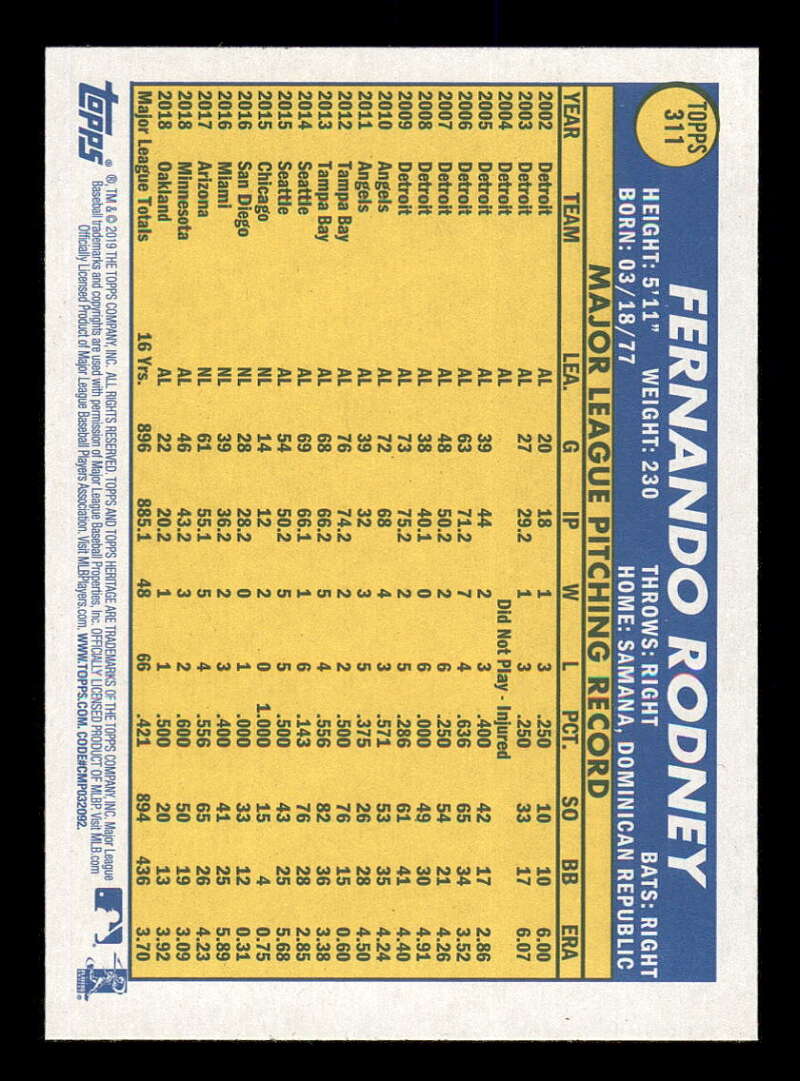 TOPPS
311
FERNANDO RODNEY
HEIGHT: 5'11" WEIGHT: 230 THROWS: RIGHT BATS: RIGHT
BORN: 03/18/77 HOME: SAMANA, DOMINICAN REPUBLIC
MAJOR LEAGUE PITCHING RECORD
YEAR TEAM LEA. G IP W L PCT. SO BB ERA
2002 Detroit AL 20 18 1 3 .250 10 10 6.00
2003 Detroit AL 27 29.2 1 3 .250 33 17 6.07
2004 Detroit AL Did Not Play - Injured
2005 Detroit AL 39 44 2 3 .400 42 17 2.86
2006 Detroit AL 63 71.2 7 4 .636 65 34 3.52
2007 Detroit AL 48 50.2 2 6 .250 54 21 4.26
2008 Detroit AL 38 40.1 0 6 .000 49 30 4.91
2009 Detroit AL 73 75.2 2 5 .286 61 41 4.40
2010 Angels AL 72 68 4 3 .571 53 35 4.24
2011 Angels AL 39 32 3 5 .375 26 28 4.50
2012 Tampa Bay AL 76 74.2 2 2 .500 76 15 0.60
2013 Tampa Bay AL 68 66.2 5 4 .556 82 36 3.38
2014 Seattle AL 69 66.1 1 6 .143 76 28 2.85
2015 Seattle AL 54 50.2 5 5 .500 43 25 5.68
2015 Chicago NL 14 12 2 0 1.000 15 4 0.75
2016 San Diego NL 28 28.2 0 1 .000 33 12 0.31
2016 Miami NL 39 36.2 2 3 .400 41 25 5.89
2017 Arizona NL 61 55.1 5 4 .556 65 26 4.23
2018 Minnesota AL 46 43.2 3 2 .600 50 19 3.09
2018 Oakland AL 22 20.2 1 1 .500 20 13 3.92
Major League Totals 16 Yrs. 896 885.1 48 66 .421 894 436 3.70
topps ®, TM & © 2019 THE TOPPS COMPANY, INC. ALL RIGHTS RESERVED. TOPPS AND TOPPS HERITAGE ARE TRADEMARKS OF THE TOPPS COMPANY, INC. Major League
Baseball trademarks and copyrights are used with permission of Major League Baseball Properties, Inc. OFFICIALLY LICENSED PRODUCT OF MLBP. Visit MLB.com
Officially Licensed Product of Major League Baseball Players Association. Visit MLBPlayers.com. WWW.TOPPS.COM. CODE#CMP032092.